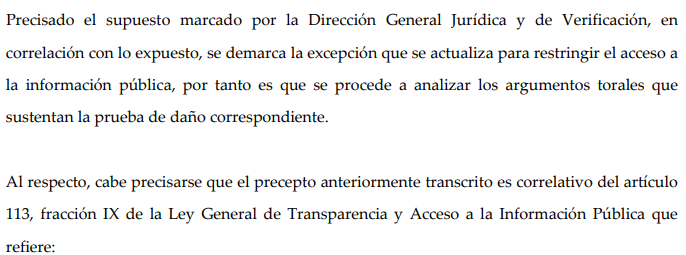 Precisado el supuesto marcado por la Dirección General Jurídica y de Verificación, en
correlación con lo expuesto, se demarca la excepción que se actualiza para restringir el acceso a
la información pública, por tanto es que se procede a analizar los argumentos torales que
sustentan la prueba de daño correspondiente.
Al respecto, cabe precisarse que el precepto anteriormente transcrito es correlativo del artículo
113, fracción IX de la Ley General de Transparencia y Acceso a la Información Pública que
refiere: